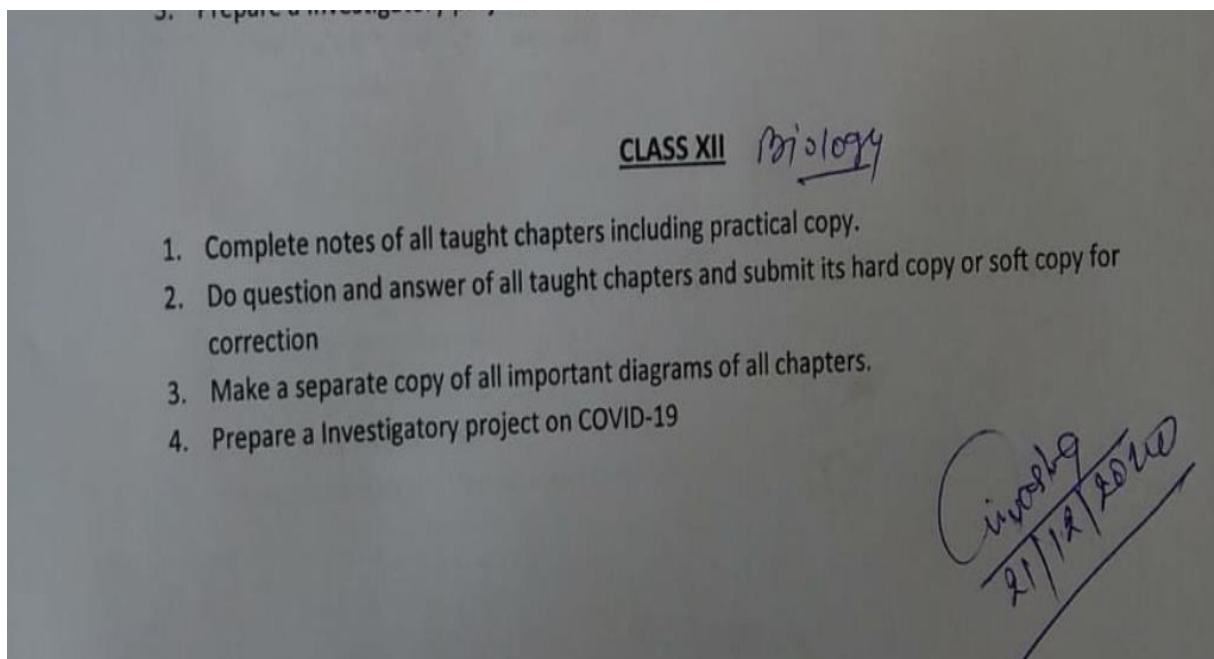 CLASS XII Biology
1. Complete notes of all taught chapters including practical copy.
2. Do question and answer of all taught chapters and submit its hard copy or soft copy for
correction
3. Make a separate copy of all important diagrams of all chapters.
4. Prepare a Investigatory project on COVID-19
21/12/2020